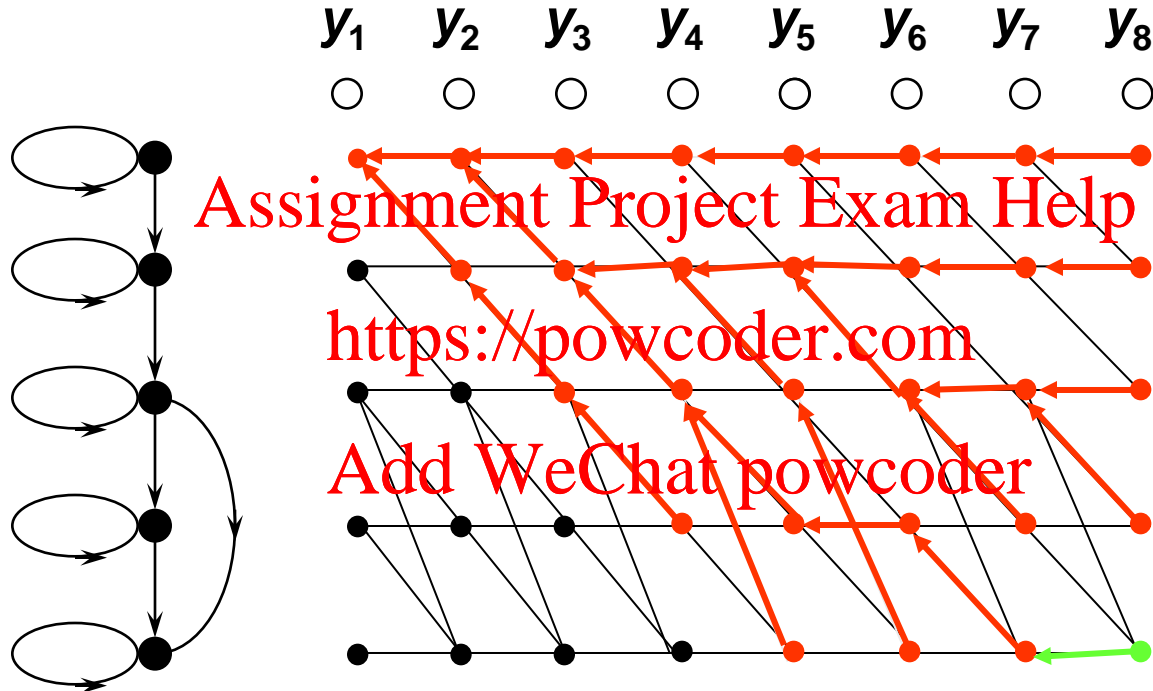 y1 y2 y3 y4 y5 y6 y7 y8
Assignment Project Exam Help
https://powcoder.com
Add WeChat powcoder